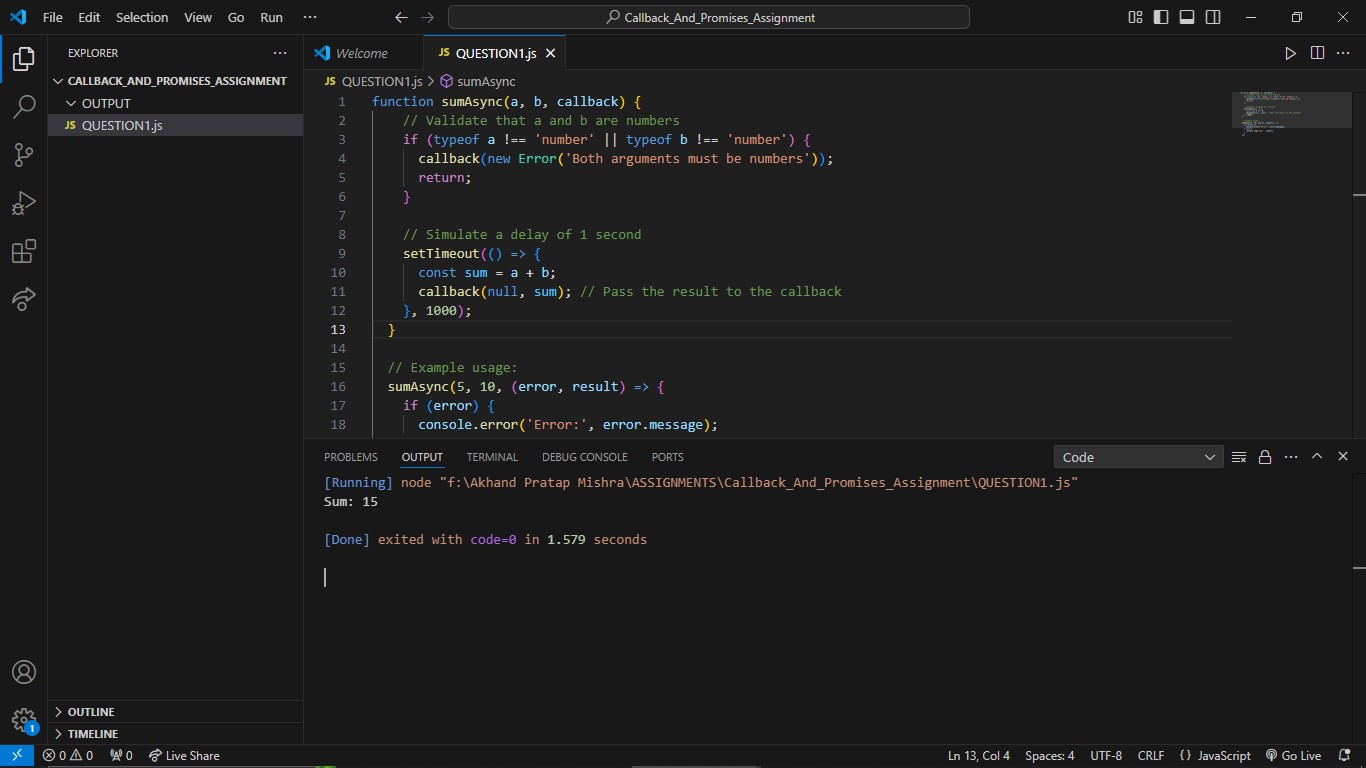 File Edit Selection View Go Run ···
Callback_And_Promises_Assignment
EXPLORER
CALLBACK_AND_PROMISES_ASSIGNMENT
OUTPUT
JS QUESTION1.js
OUTLINE
TIMELINE
Welcome
JS QUESTION1.js
JS QUESTION1.js > sumAsync
1 function sumAsync(a, b, callback) {
2 // Validate that a and b are numbers
3 if (typeof a !== 'number' || typeof b !== 'number') {
4 callback(new Error('Both arguments must be numbers'));
5 return;
6 }
7
8 // Simulate a delay of 1 second
9 setTimeout(() => {
10 const sum = a + b;
11 callback(null, sum); // Pass the result to the callback
12 }, 1000);
13 }
14
15 // Example usage:
16 sumAsync(5, 10, (error, result) => {
17 if (error) {
18 console.error('Error:', error.message);
PROBLEMS OUTPUT TERMINAL DEBUG CONSOLE PORTS
Code
[Running] node "f:\Akhand Pratap Mishra\ASSIGNMENTS\Callback_And_Promises_Assignment\QUESTION1.js"
Sum: 15
[Done] exited with code=0 in 1.579 seconds
1
0 0 0 Live Share
Ln 13, Col 4 Spaces: 4 UTF-8 CRLF {} JavaScript Go Live